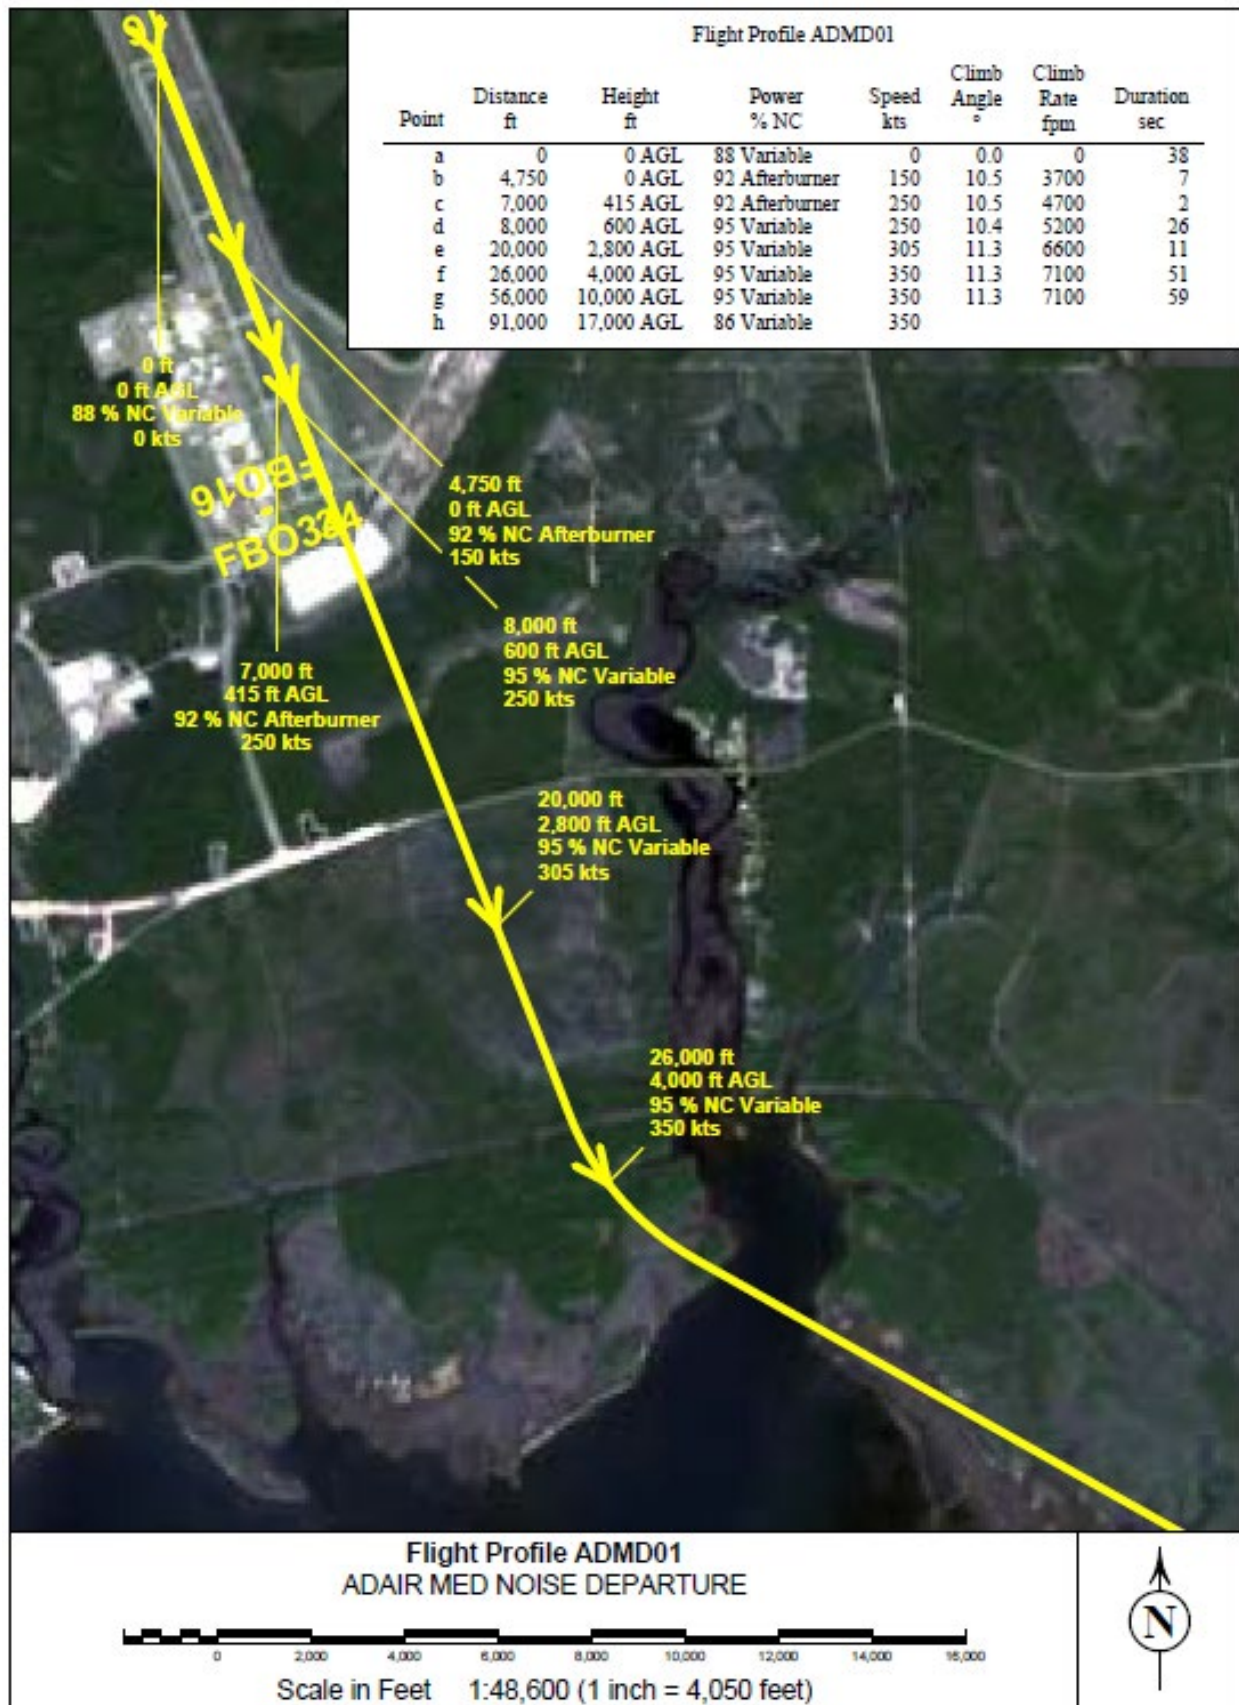 Flight Profile ADMD01
Climb Climb
Distance Height Power Speed Angle Rate Duration
Point ft ft % NC kts ° fpm sec
a 0 0 AGL 88 Variable 0 0.0 0 38
b 4,750 0 AGL 92 Afterburner 150 10.5 3700 7
c 7,000 415 AGL 92 Afterburner 250 10.5 4700 2
d 8,000 600 AGL 95 Variable 250 10.4 5200 26
e 20,000 2,800 AGL 95 Variable 305 11.3 6600 11
f 26,000 4,000 AGL 95 Variable 350 11.3 7100 51
g 56,000 10,000 AGL 95 Variable 350 11.3 7100 59
h 91,000 17,000 AGL 86 Variable 350
0 ft
0 ft AGL
88 % NC Variable
0 kts
FBO16
4,750 ft
0 ft AGL
92 % NC Afterburner
150 kts
8,000 ft
600 ft AGL
95 % NC Variable
250 kts
7,000 ft
415 ft AGL
92 % NC Afterburner
250 kts
20,000 ft
2,800 ft AGL
95 % NC Variable
305 kts
26,000 ft
4,000 ft AGL
95 % NC Variable
350 kts
Flight Profile ADMD01
ADAIR MED NOISE DEPARTURE
0 2,000 4,000 6,000 8,000 10,000 12,000 14,000 16,000
Scale in Feet 1:48,600 (1 inch = 4,050 feet)
N